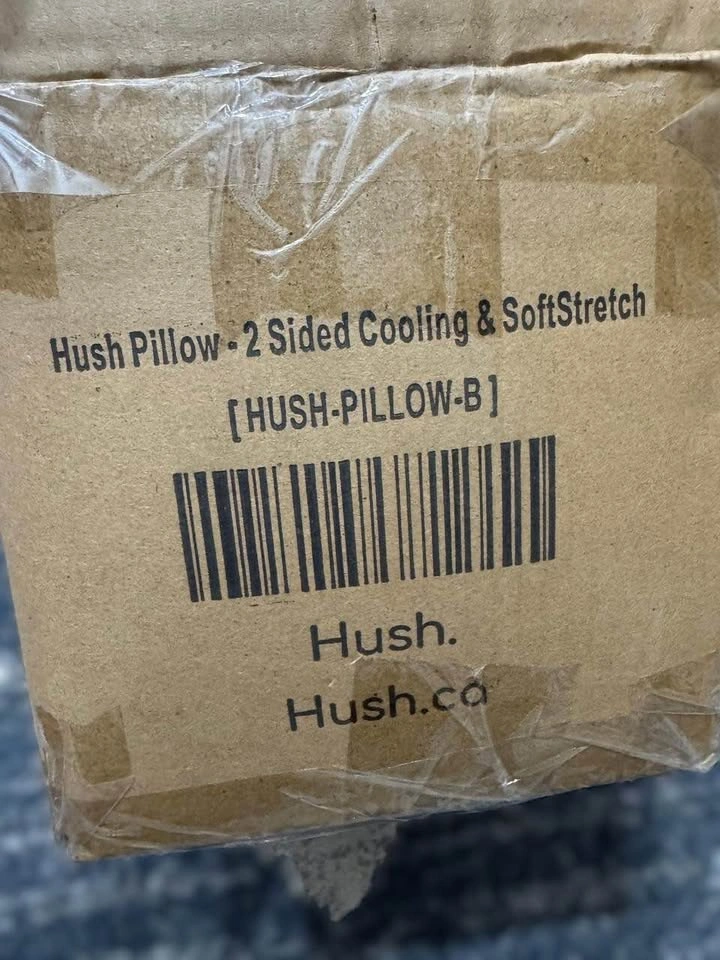 Hush Pillow - 2 Sided Cooling & SoftStretch
[HUSH-PILLOW-B]
Hush.
Hush.ca